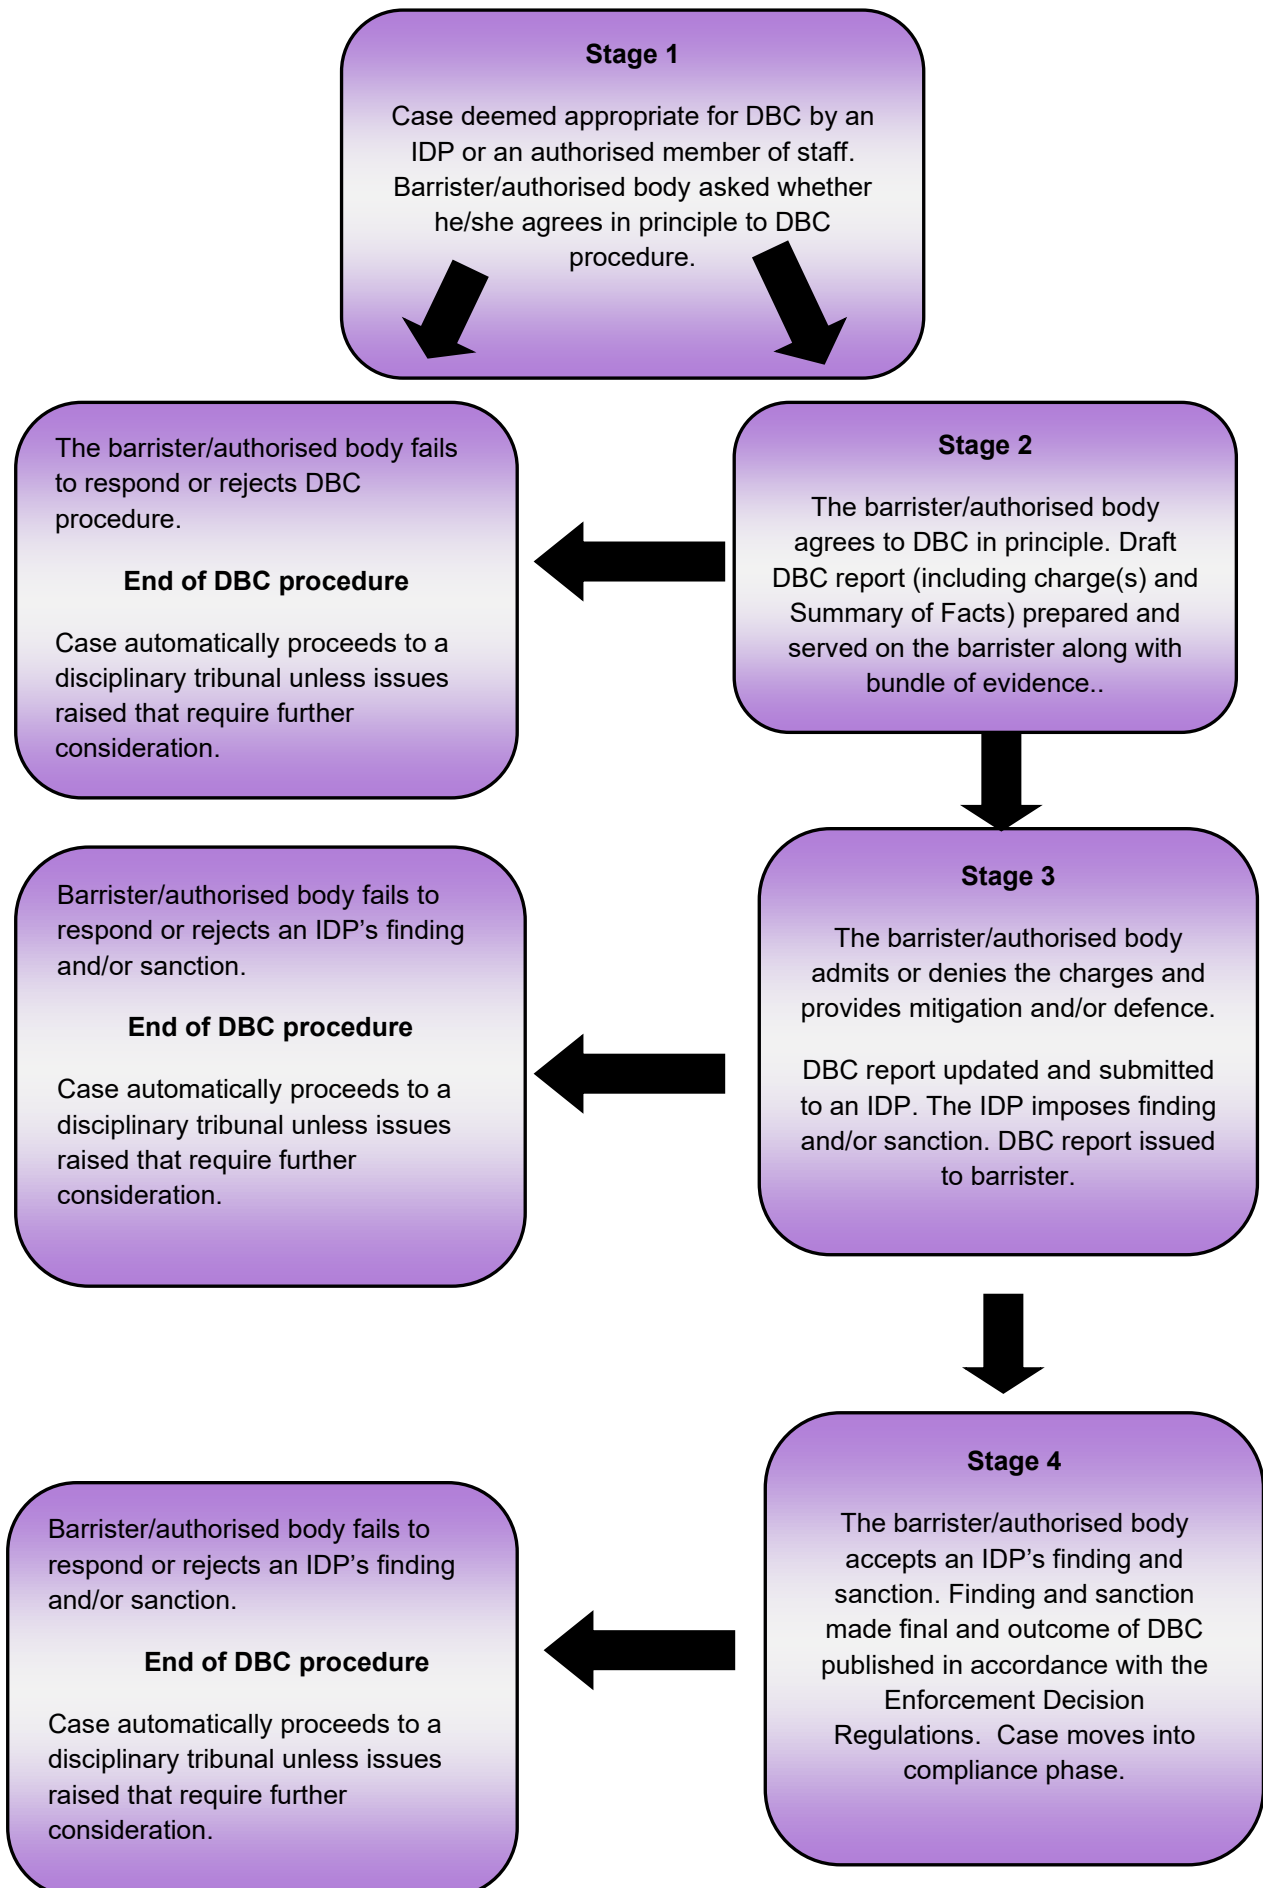 Stage 1
Case deemed appropriate for DBC by an
IDP or an authorised member of staff.
Barrister/authorised body asked whether
he/she agrees in principle to DBC
procedure.
The barrister/authorised body fails
to respond or rejects DBC
procedure.
End of DBC procedure
Case automatically proceeds to a
disciplinary tribunal unless issues
raised that require further
consideration.
Stage 2
The barrister/authorised body
agrees to DBC in principle. Draft
DBC report (including charge(s) and
Summary of Facts) prepared and
served on the barrister along with
bundle of evidence..
Barrister/authorised body fails to
respond or rejects an IDP’s finding
and/or sanction.
End of DBC procedure
Case automatically proceeds to a
disciplinary tribunal unless issues
raised that require further
consideration.
Stage 3
The barrister/authorised body
admits or denies the charges and
provides mitigation and/or defence.
DBC report updated and submitted
to an IDP. The IDP imposes finding
and/or sanction. DBC report issued
to barrister.
Barrister/authorised body fails to
respond or rejects an IDP’s finding
and/or sanction.
End of DBC procedure
Case automatically proceeds to a
disciplinary tribunal unless issues
raised that require further
consideration.
Stage 4
The barrister/authorised body
accepts an IDP’s finding and
sanction. Finding and sanction
made final and outcome of DBC
published in accordance with the
Enforcement Decision
Regulations.  Case moves into
compliance phase.